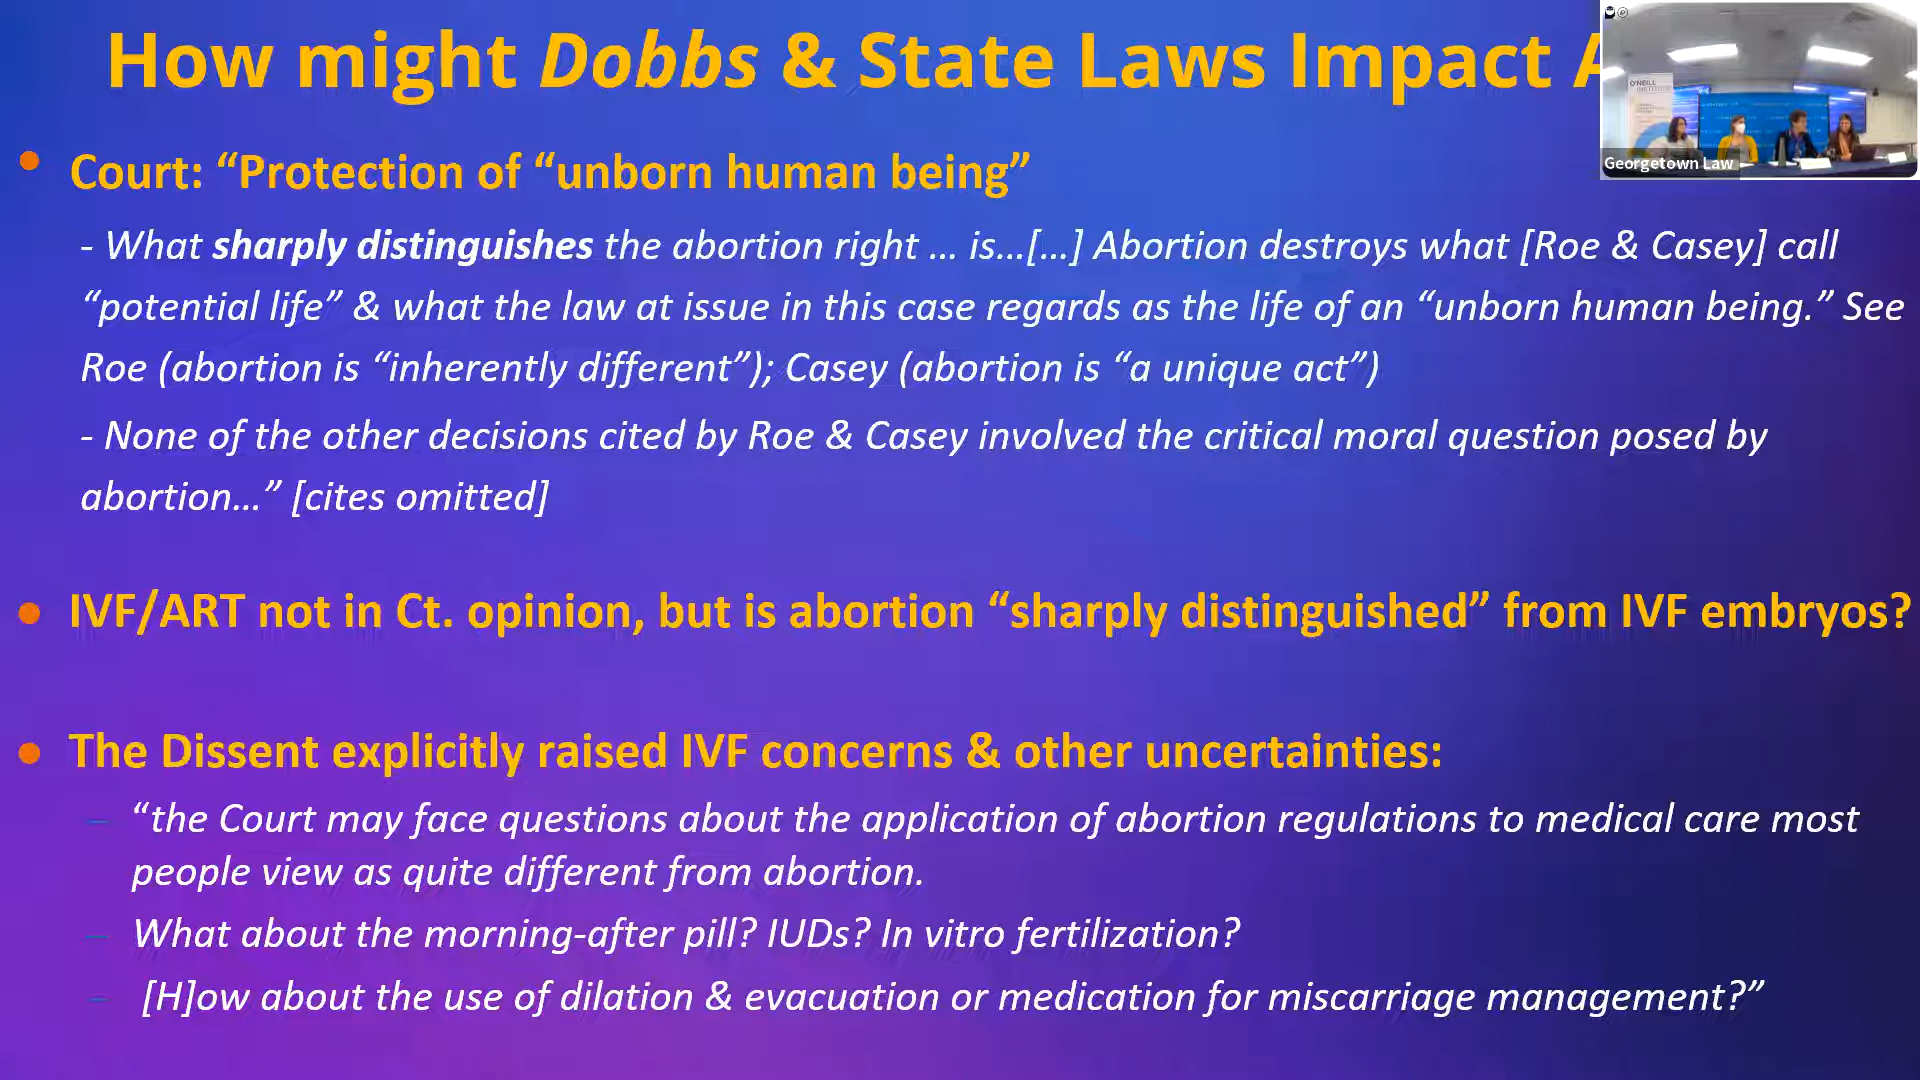 How might Dobbs & State Laws Impact A
O'NEILL
INSTITUTE
Georgetown Law
• Court: “Protection of “unborn human being”
- What sharply distinguishes the abortion right … is…[…] Abortion destroys what [Roe & Casey] call
“potential life” & what the law at issue in this case regards as the life of an “unborn human being.” See
Roe (abortion is “inherently different”); Casey (abortion is “a unique act”)
- None of the other decisions cited by Roe & Casey involved the critical moral question posed by
abortion…” [cites omitted]
• IVF/ART not in Ct. opinion, but is abortion “sharply distinguished” from IVF embryos?
• The Dissent explicitly raised IVF concerns & other uncertainties:
– “the Court may face questions about the application of abortion regulations to medical care most
people view as quite different from abortion.
– What about the morning-after pill? IUDs? In vitro fertilization?
– [H]ow about the use of dilation & evacuation or medication for miscarriage management?”